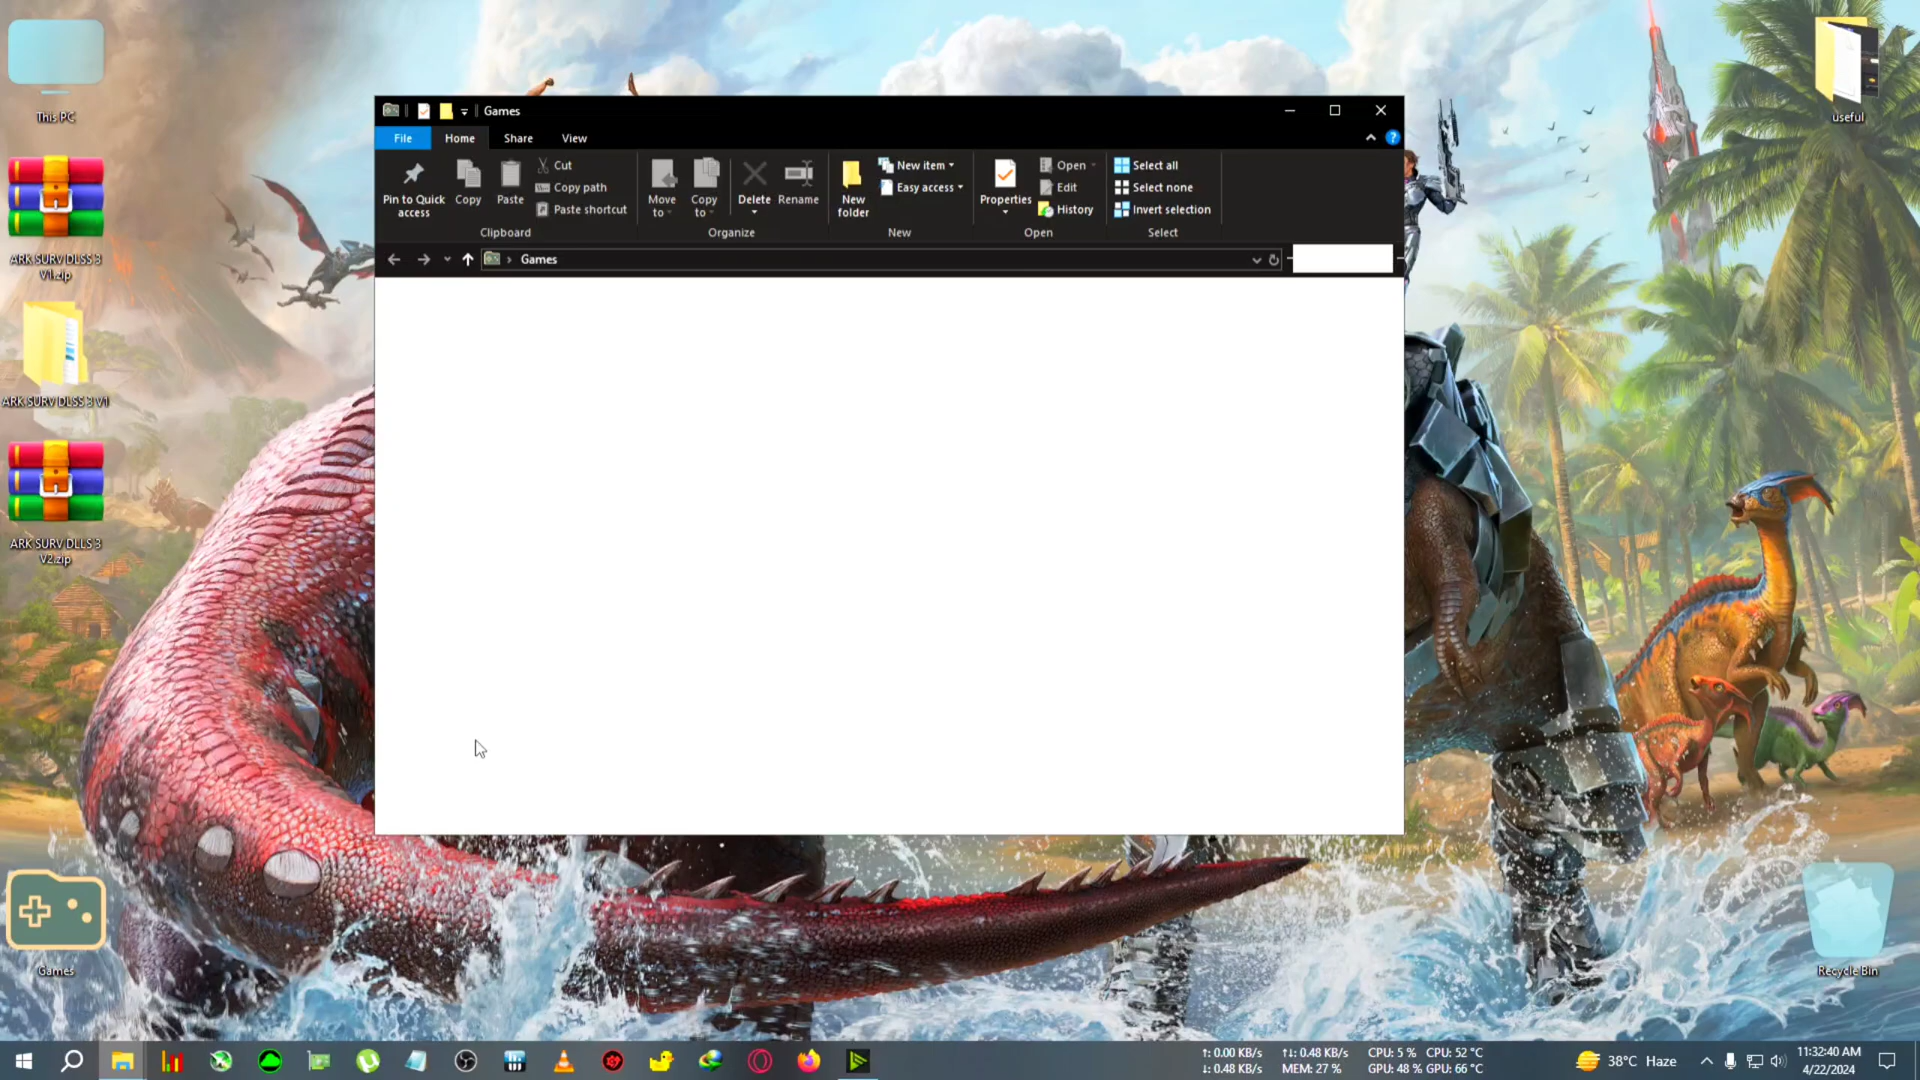 This PC
ARK SURV DLSS 3
V1.zip
ARK SURV DLSS 3 V1
ARK SURV DLLS 3
V2.zip
Games
useful
Recycle Bin
Games
File
Home
Share
View
Pin to Quick
access
Copy
Paste
Cut
Copy path
Paste shortcut
Clipboard
Move
to
Copy
to
Delete
Rename
Organize
New
folder
New item
Easy access
New
Properties
Open
Edit
History
Open
Select all
Select none
Invert selection
Select
Games
↑: 0.00 KB/s
↓: 0.48 KB/s
↑↓: 0.48 KB/s
MEM: 27 %
CPU: 5 % CPU: 52 °C
GPU: 48 % GPU: 66 °C
38°C Haze
11:32:40 AM
4/22/2024